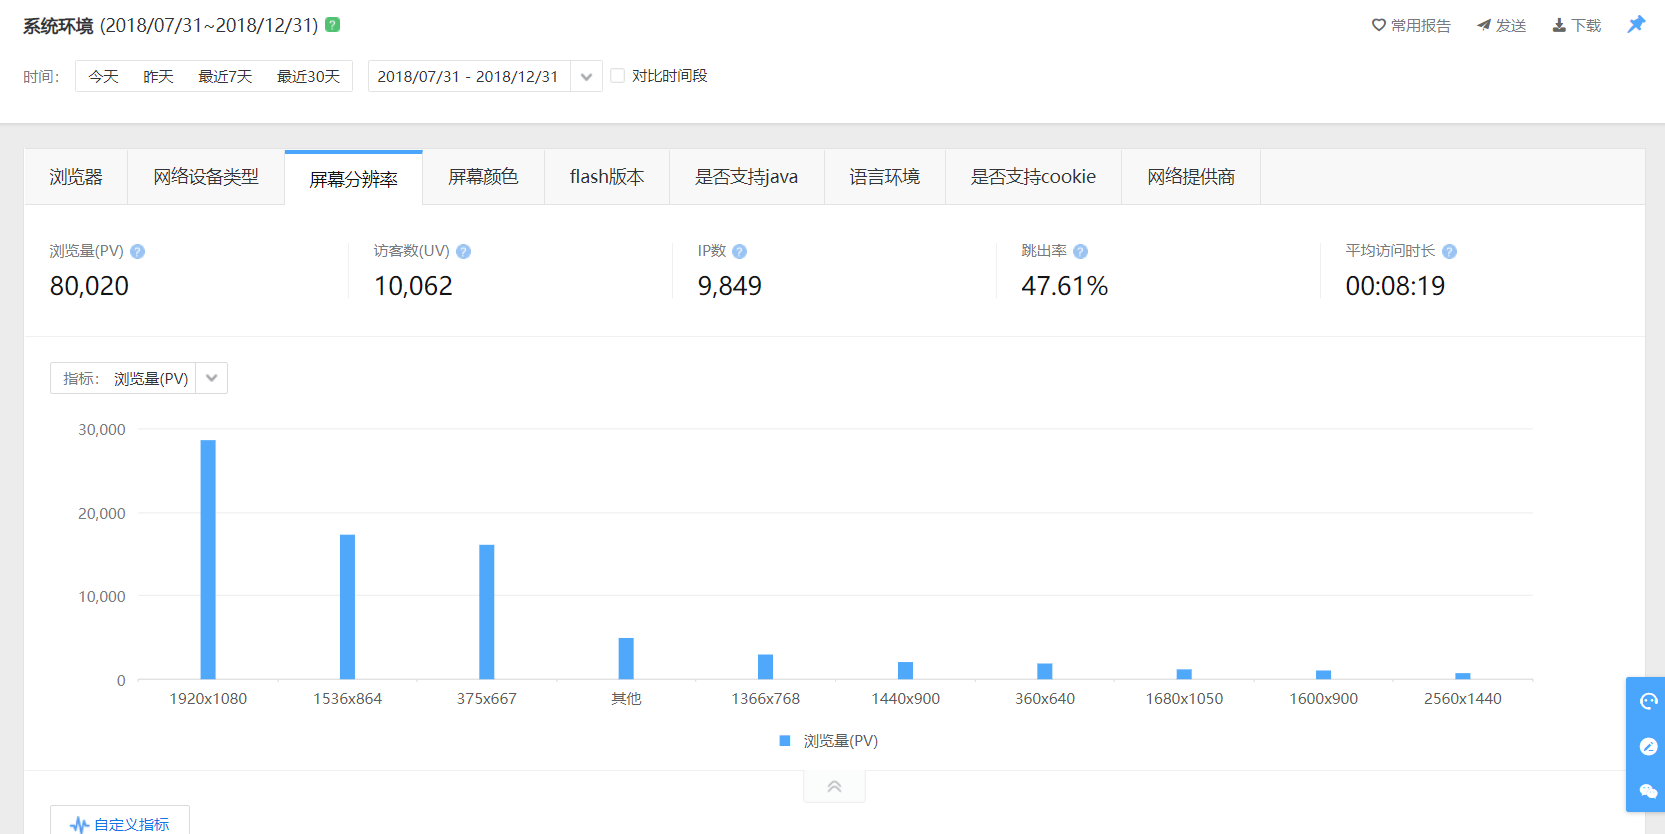 系统环境 (2018/07/31~2018/12/31) ?
常用报告 发送 下载
时间： 今天 昨天 最近7天 最近30天 2018/07/31 - 2018/12/31 对比时间段
浏览器 网络设备类型 屏幕分辨率 屏幕颜色 flash版本 是否支持java 语言环境 是否支持cookie 网络提供商
浏览量(PV) ? 访客数(UV) ? IP数 ? 跳出率 ? 平均访问时长 ?
80,020 10,062 9,849 47.61% 00:08:19
指标： 浏览量(PV)
30,000
20,000
10,000
0
1920x1080 1536x864 375x667 其他 1366x768 1440x900 360x640 1680x1050 1600x900 2560x1440
浏览量(PV)
自定义指标